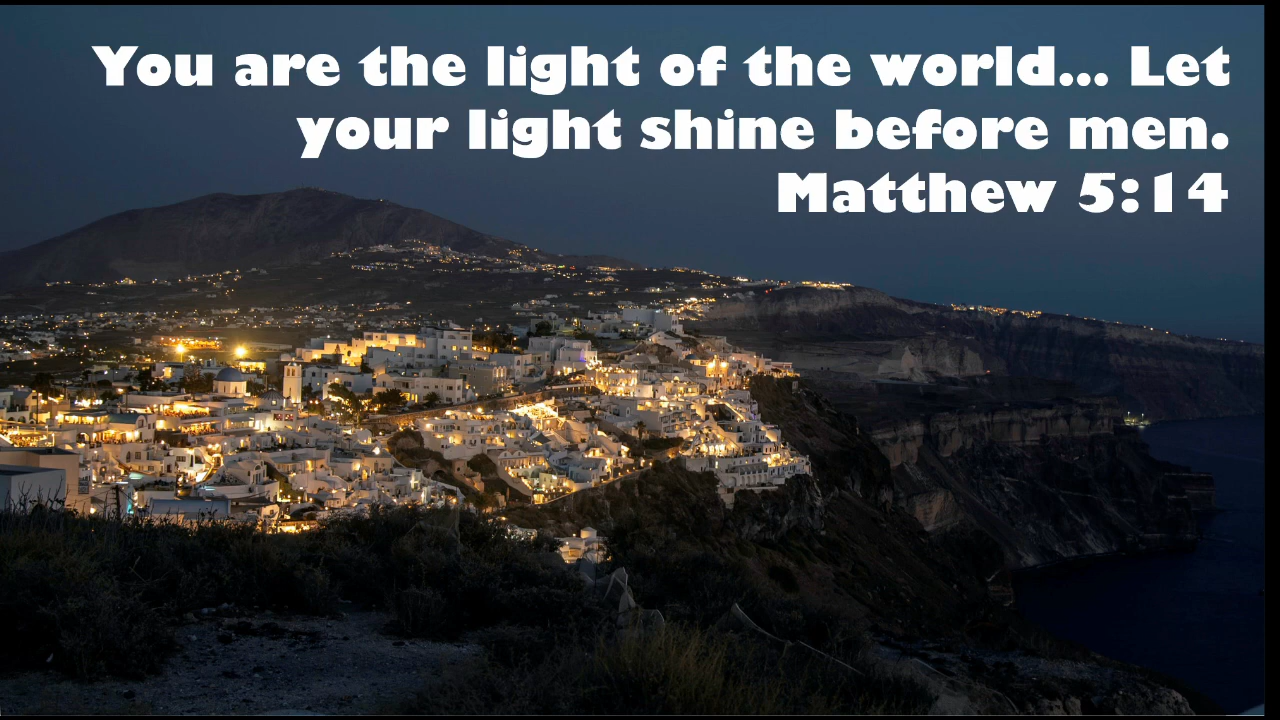 You are the light of the world... Let
your light shine before men.
Matthew 5:14